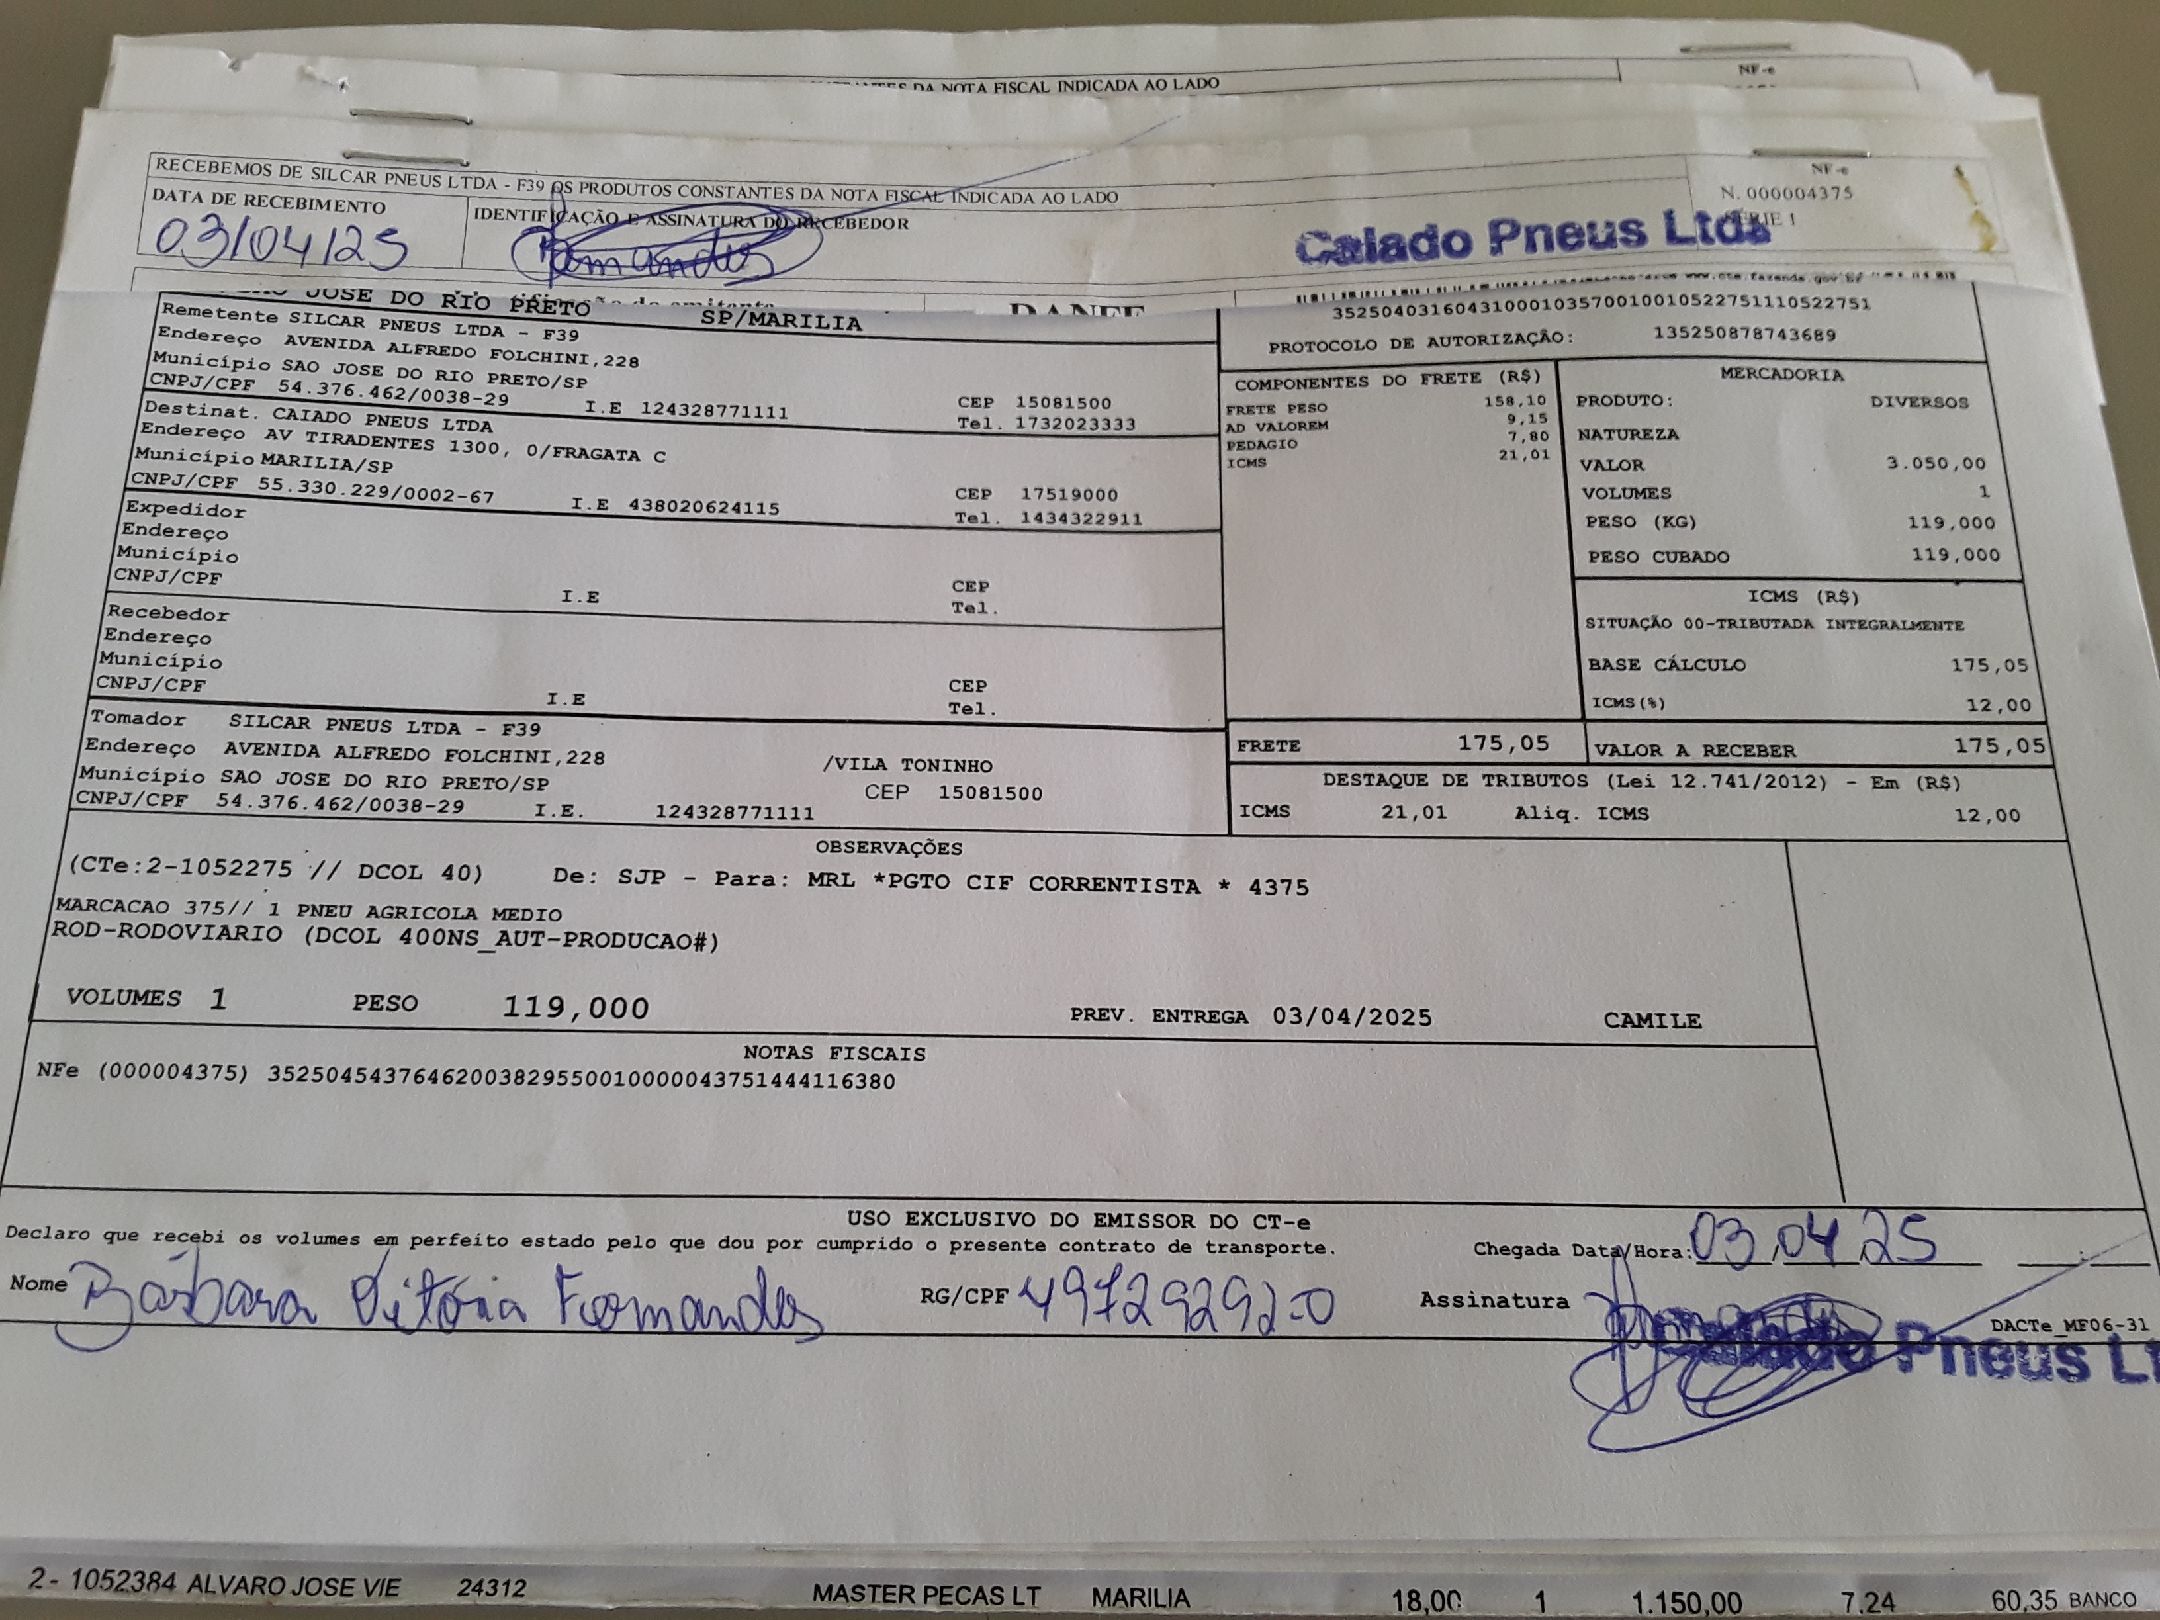 DA NOTA FISCAL INDICADA AO LADO
NF-e
RECEBEMOS DE SILCAR PNEUS LTDA - F39 OS PRODUTOS CONSTANTES DA NOTA FISCAL INDICADA AO LADO
NF-e
N. 000004375
SÉRIE 1
DATA DE RECEBIMENTO
03/04/25
IDENTIFICAÇÃO E ASSINATURA DO RECEBEDOR
Fernandes
Caiado Pneus Ltda
DANFE
JOSE DO RIO PRETO SP/MARILIA
Remetente SILCAR PNEUS LTDA - F39
Endereço AVENIDA ALFREDO FOLCHINI,228
Município SAO JOSE DO RIO PRETO/SP CEP 15081500
CNPJ/CPF 54.376.462/0038-29 I.E 124328771111 Tel. 1732023333
Destinat. CAIADO PNEUS LTDA
Endereço AV TIRADENTES 1300, 0/FRAGATA C
Município MARILIA/SP CEP 17519000
CNPJ/CPF 55.330.229/0002-67 I.E 438020624115 Tel. 1434322911
Expedidor
Endereço
Município CEP
CNPJ/CPF I.E Tel.
Recebedor
Endereço
Município CEP
CNPJ/CPF I.E Tel.
Tomador SILCAR PNEUS LTDA - F39
Endereço AVENIDA ALFREDO FOLCHINI,228 /VILA TONINHO
Município SAO JOSE DO RIO PRETO/SP CEP 15081500
CNPJ/CPF 54.376.462/0038-29 I.E. 124328771111
35250403160431000103570010010522751110522751
PROTOCOLO DE AUTORIZAÇÃO: 135250878743689
COMPONENTES DO FRETE (R$)
FRETE PESO 158,10
AD VALOREM 9,15
PEDAGIO 7,80
ICMS 21,01
MERCADORIA
PRODUTO: DIVERSOS
NATUREZA
VALOR 3.050,00
VOLUMES 1
PESO (KG) 119,000
PESO CUBADO 119,000
ICMS (R$)
SITUAÇÃO 00-TRIBUTADA INTEGRALMENTE
BASE CÁLCULO 175,05
ICMS(%) 12,00
FRETE 175,05 VALOR A RECEBER 175,05
DESTAQUE DE TRIBUTOS (Lei 12.741/2012) - Em (R$)
ICMS 21,01 Aliq. ICMS 12,00
OBSERVAÇÕES
(CTe:2-1052275 // DCOL 40) De: SJP - Para: MRL *PGTO CIF CORRENTISTA * 4375
MARCACAO 375// 1 PNEU AGRICOLA MEDIO
ROD-RODOVIARIO (DCOL 400NS_AUT-PRODUCAO#)
VOLUMES 1 PESO 119,000 PREV. ENTREGA 03/04/2025 CAMILE
NOTAS FISCAIS
NFe (000004375) 35250454376462003829550010000043751444116380
USO EXCLUSIVO DO EMISSOR DO CT-e
Declaro que recebi os volumes em perfeito estado pelo que dou por cumprido o presente contrato de transporte. Chegada Data/Hora: 03 04 25
Nome Bárbara Vitória Fernandes RG/CPF 49729292-0 Assinatura
DACTe_MF06-31
Caiado Pneus Lt
2 - 1052384 ALVARO JOSE VIE 24312 MASTER PECAS LT MARILIA 18,00 1 1.150,00 7.24 60,35 BANCO